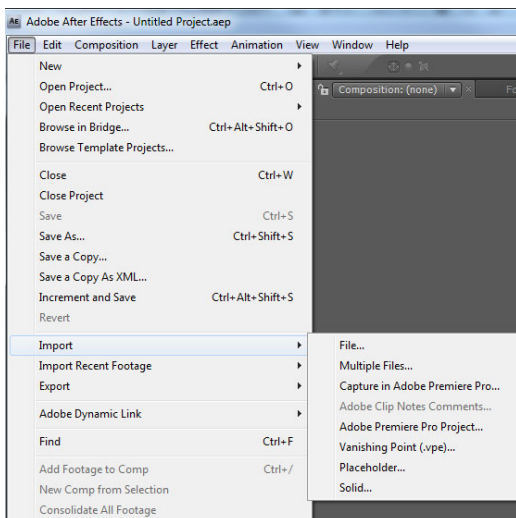 AE Adobe After Effects - Untitled Project.aep
File Edit Composition Layer Effect Animation View Window Help
New
Open Project... Ctrl+O
Composition: (none)
Open Recent Projects
Browse in Bridge... Ctrl+Alt+Shift+O
Browse Template Projects...
Close Ctrl+W
Close Project
Save Ctrl+S
Save As... Ctrl+Shift+S
Save a Copy...
Save a Copy As XML...
Increment and Save Ctrl+Alt+Shift+S
Revert
Import
Import Recent Footage
Export
Adobe Dynamic Link
Find Ctrl+F
Add Footage to Comp Ctrl+/
New Comp from Selection
Consolidate All Footage
File...
Multiple Files...
Capture in Adobe Premiere Pro...
Adobe Clip Notes Comments...
Adobe Premiere Pro Project...
Vanishing Point (.vpe)...
Placeholder...
Solid...